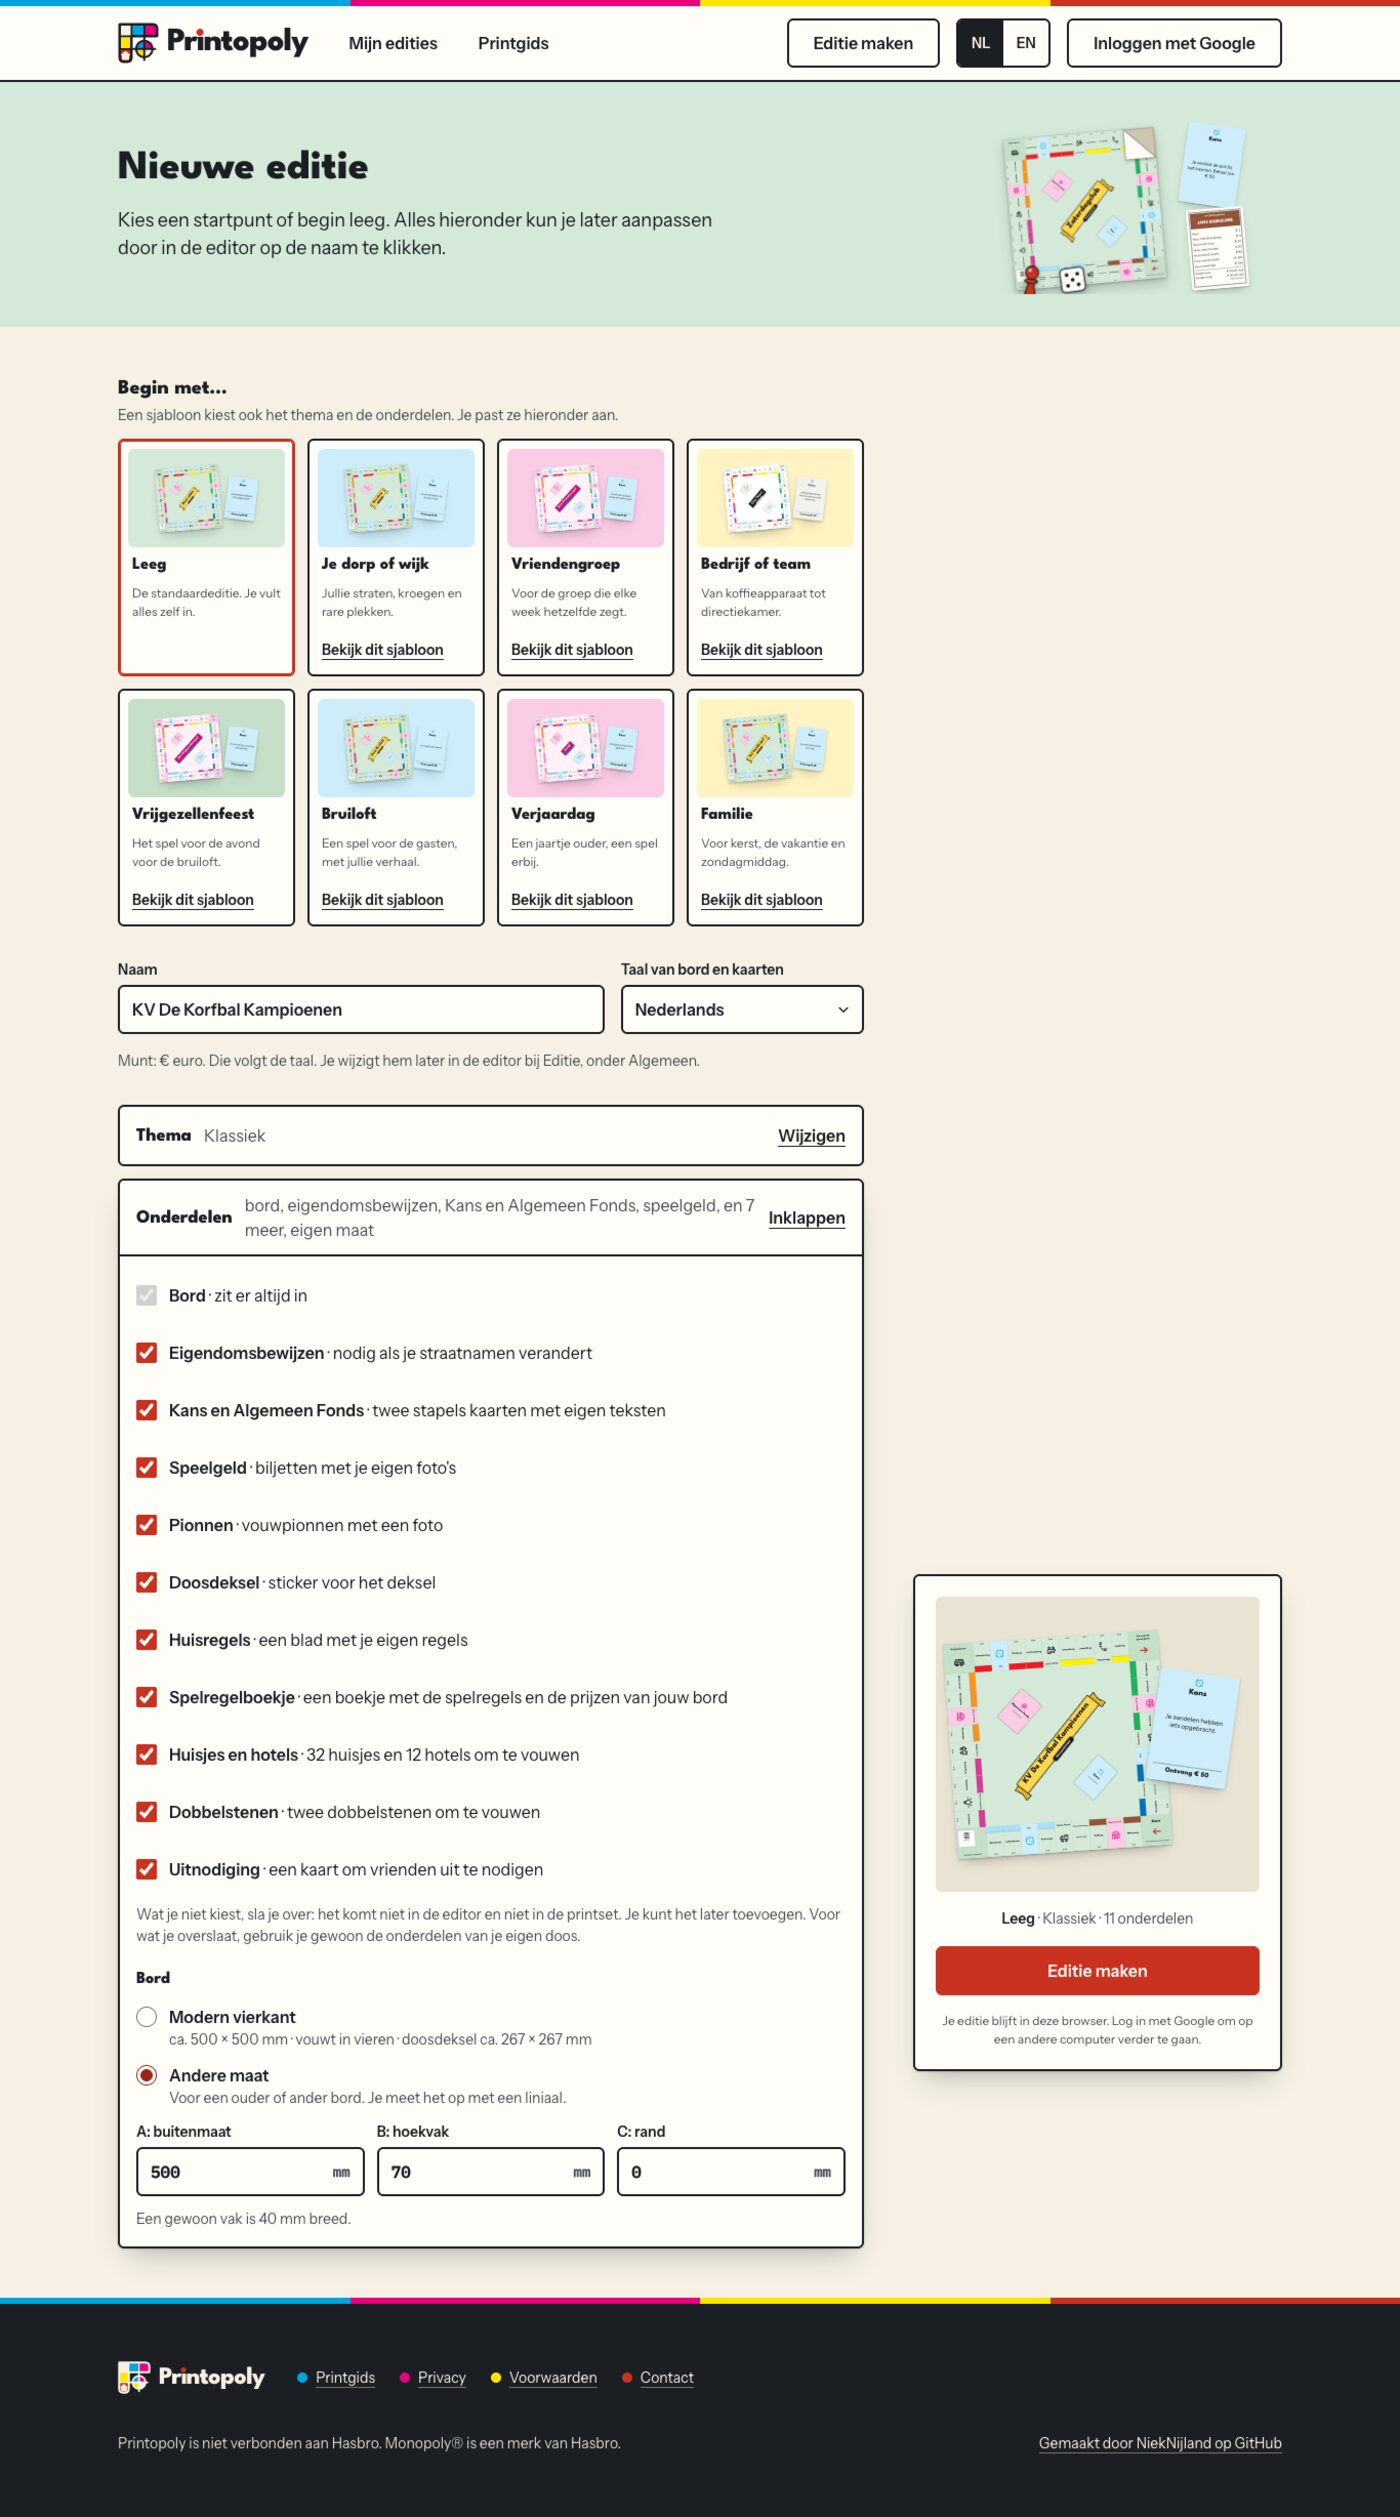 Printopoly
Mijn edities
Printgids
Editie maken
NL
EN
Inloggen met Google
Nieuwe editie
Kies een startpunt of begin leeg. Alles hieronder kun je later aanpassen
door in de editor op de naam te klikken.
Zaterdagclub
Kans
Begin met...
Een sjabloon kiest ook het thema en de onderdelen. Je past ze hieronder aan.
Leeg
De standaardeditie. Je vult
alles zelf in.
Je dorp of wijk
Jullie straten, kroegen en
rare plekken.
Bekijk dit sjabloon
Vriendengroep
Voor de groep die elke
week hetzelfde zegt.
Bekijk dit sjabloon
Bedrijf of team
Van koffieapparaat tot
directiekamer.
Bekijk dit sjabloon
Vrijgezellenfeest
Het spel voor de avond
voor de bruiloft.
Bekijk dit sjabloon
Bruiloft
Een spel voor de gasten,
met jullie verhaal.
Bekijk dit sjabloon
Verjaardag
Een jaartje ouder, een spel
erbij.
Bekijk dit sjabloon
Familie
Voor kerst, de vakantie en
zondagmiddag.
Bekijk dit sjabloon
Naam
KV De Korfbal Kampioenen
Taal van bord en kaarten
Nederlands
Munt: € euro. Die volgt de taal. Je wijzigt hem later in de editor bij Editie, onder Algemeen.
Thema Klassiek
Wijzigen
Onderdelen
bord, eigendomsbewijzen, Kans en Algemeen Fonds, speelgeld, en 7
meer, eigen maat
Inklappen
Bord · zit er altijd in
Eigendomsbewijzen · nodig als je straatnamen verandert
Kans en Algemeen Fonds · twee stapels kaarten met eigen teksten
Speelgeld · biljetten met je eigen foto's
Pionnen · vouwpionnen met een foto
Doosdeksel · sticker voor het deksel
Huisregels · een blad met je eigen regels
Spelregelboekje · een boekje met de spelregels en de prijzen van jouw bord
Huisjes en hotels · 32 huisjes en 12 hotels om te vouwen
Dobbelstenen · twee dobbelstenen om te vouwen
Uitnodiging · een kaart om vrienden uit te nodigen
Wat je niet kiest, sla je over: het komt niet in de editor en niet in de printset. Je kunt het later toevoegen. Voor
wat je overslaat, gebruik je gewoon de onderdelen van je eigen doos.
Bord
Modern vierkant
ca. 500 × 500 mm · vouwt in vieren · doosdeksel ca. 267 × 267 mm
Andere maat
Voor een ouder of ander bord. Je meet het op met een liniaal.
A: buitenmaat
500 mm
B: hoekvak
70 mm
C: rand
0 mm
Een gewoon vak is 40 mm breed.
KV De Korfbal Kampioenen
Kans
Je aandelen hebben
iets opgebracht
Ontvang € 50
Leeg · Klassiek · 11 onderdelen
Editie maken
Je editie blijft in deze browser. Log in met Google om op
een andere computer verder te gaan.
Printopoly
Printgids
Privacy
Voorwaarden
Contact
Printopoly is niet verbonden aan Hasbro. Monopoly® is een merk van Hasbro.
Gemaakt door NiekNijland op GitHub